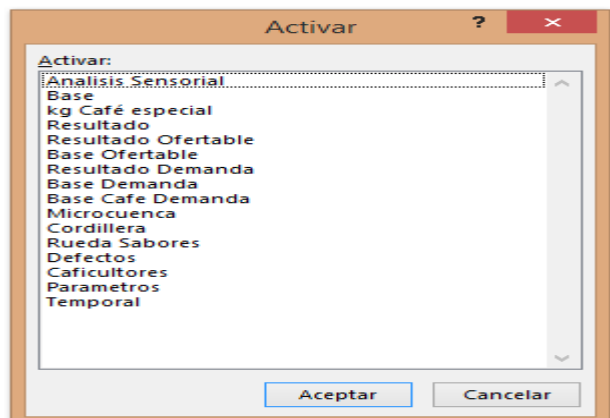 Activar ?
Activar:
Analisis Sensorial
Base
kg Café especial
Resultado
Resultado Ofertable
Base Ofertable
Resultado Demanda
Base Demanda
Base Cafe Demanda
Microcuenca
Cordillera
Rueda Sabores
Defectos
Caficultores
Parametros
Temporal
Aceptar Cancelar